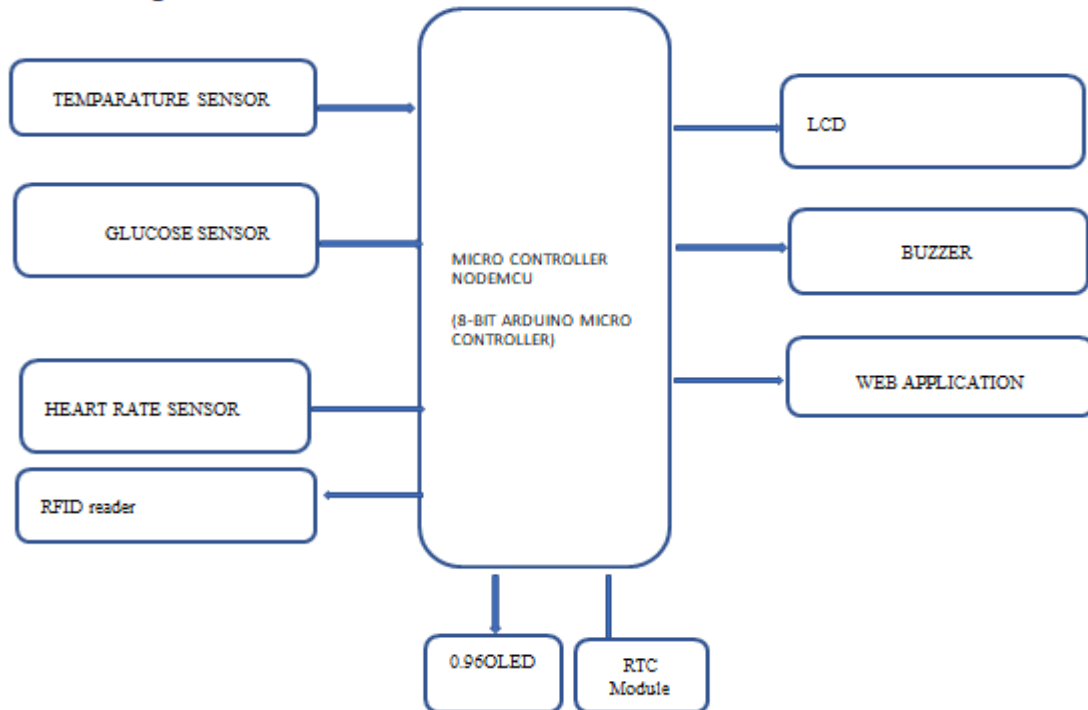 TEMPARATURE SENSOR
GLUCOSE SENSOR
HEART RATE SENSOR
RFID reader
MICRO CONTROLLER
NODEMCU
(8-BIT ARDUINO MICRO
CONTROLLER)
LCD
BUZZER
WEB APPLICATION
0.96OLED
RTC
Module